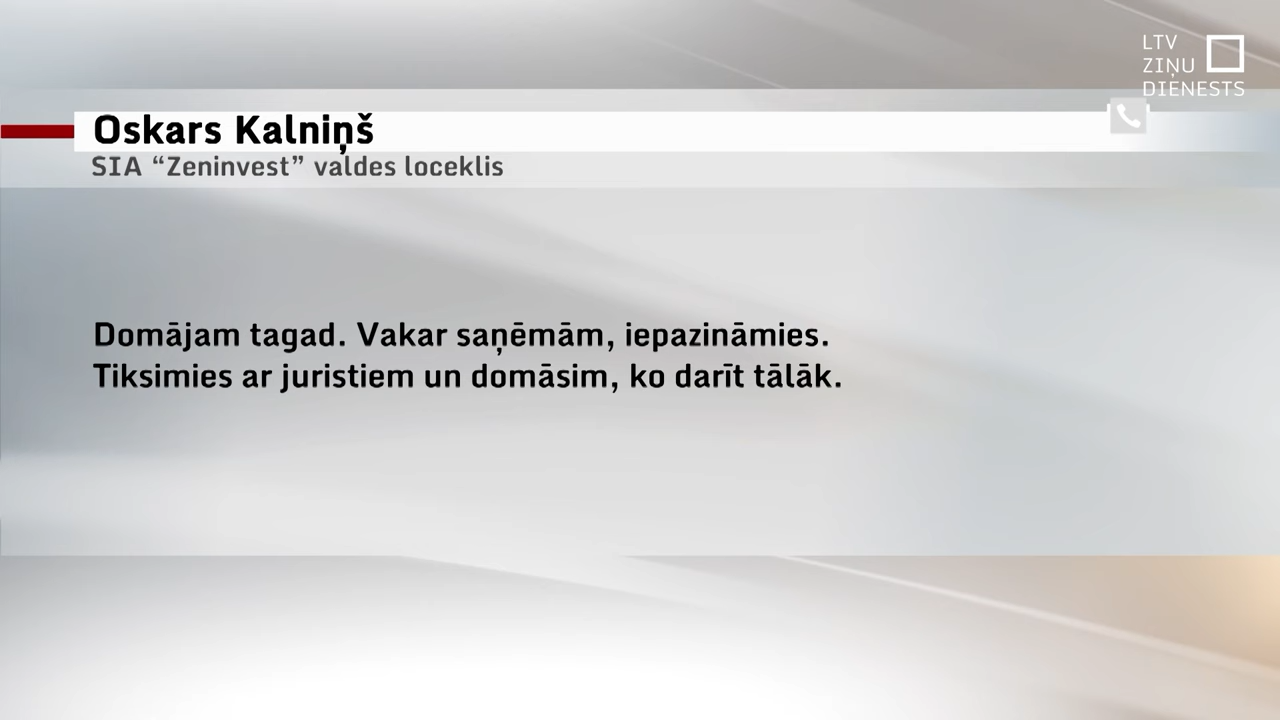 LTV
ZIŅU
DIENESTS
Oskars Kalniņš
SIA “Zeninvest” valdes loceklis
Domājam tagad. Vakar saņēmām, iepazināmies.
Tiksimies ar juristiem un domāsim, ko darīt tālāk.